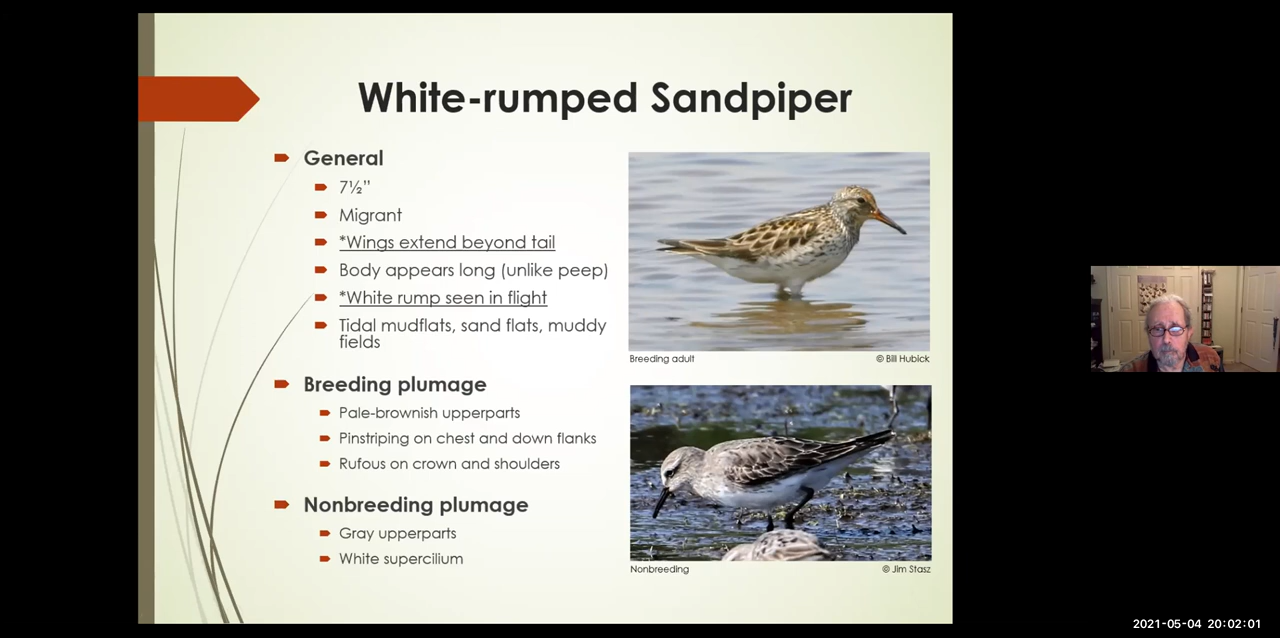 White-rumped Sandpiper
General
7½”
Migrant
*Wings extend beyond tail
Body appears long (unlike peep)
*White rump seen in flight
Tidal mudflats, sand flats, muddy
fields
Breeding plumage
Pale-brownish upperparts
Pinstriping on chest and down flanks
Rufous on crown and shoulders
Nonbreeding plumage
Gray upperparts
White supercilium
Breeding adult
© Bill Hubick
Nonbreeding
© Jim Stasz
2021-05-04 20:02:01